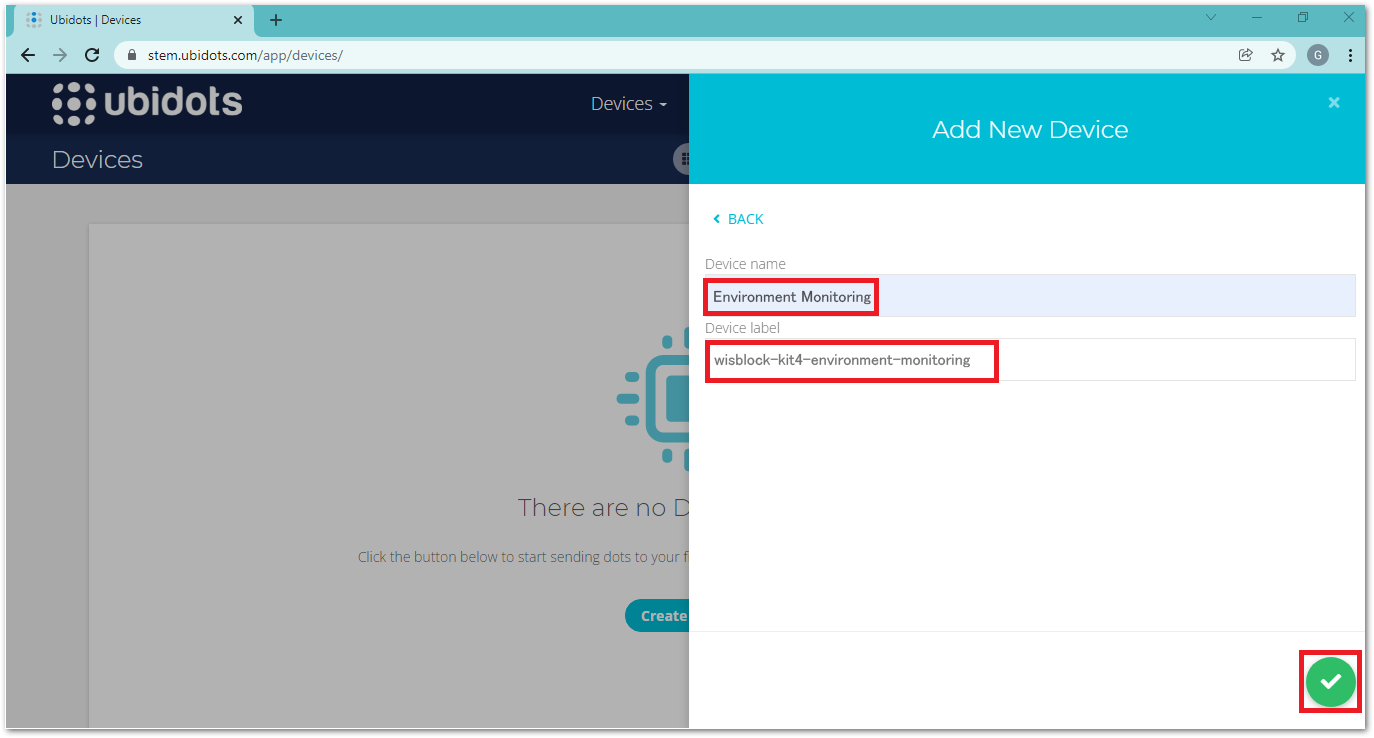 Ubidots | Devices
stem.ubidots.com/app/devices/
G
ubidots
Devices
Devices
Add New Device
BACK
Device name
Environment Monitoring
Device label
wisblock-kit4-environment-monitoring
There are no D
Click the button below to start sending dots to your f
Create